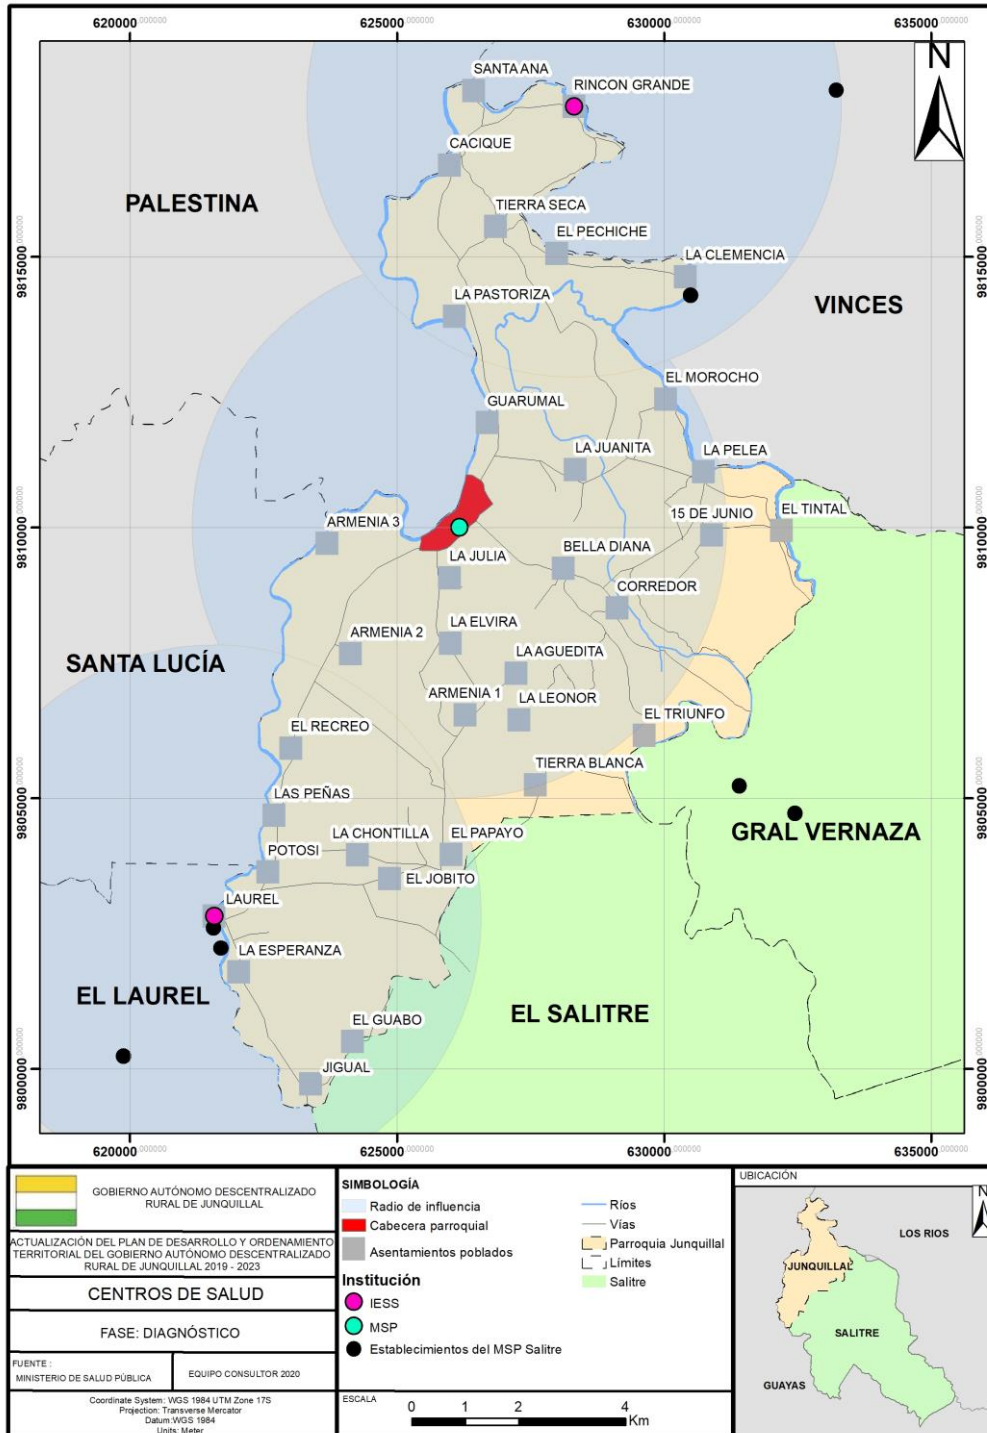 620000.000000 625000.000000 630000.000000 635000.000000
N
SANTA ANA
RINCON GRANDE
CACIQUE
PALESTINA
TIERRA SECA
EL PECHICHE
LA CLEMENCIA
9815000.000000 9815000.000000
LA PASTORIZA
VINCES
EL MOROCHO
GUARUMAL
LA JUANITA
LA PELEA
15 DE JUNIO
EL TINTAL
9810000.000000 9810000.000000
ARMENIA 3
LA JULIA
BELLA DIANA
CORREDOR
LA ELVIRA
ARMENIA 2
SANTA LUCÍA
LA AGUEDITA
ARMENIA 1
LA LEONOR
EL TRIUNFO
EL RECREO
TIERRA BLANCA
LAS PEÑAS
9805000.000000 9805000.000000
LA CHONTILLA
EL PAPAYO
GRAL VERNAZA
POTOSI
EL JOBITO
LAUREL
LA ESPERANZA
EL LAUREL
EL SALITRE
EL GUABO
JIGUAL
9800000.000000 9800000.000000
620000.000000 625000.000000 630000.000000 635000.000000
GOBIERNO AUTÓNOMO DESCENTRALIZADO
RURAL DE JUNQUILLAL
ACTUALIZACIÓN DEL PLAN DE DESARROLLO Y ORDENAMIENTO
TERRITORIAL DEL GOBIERNO AUTÓNOMO DESCENTRALIZADO
RURAL DE JUNQUILLAL 2019 - 2023
CENTROS DE SALUD
FASE: DIAGNÓSTICO
FUENTE :
MINISTERIO DE SALUD PÚBLICA
EQUIPO CONSULTOR 2020
Coordinate System: WGS 1984 UTM Zone 17S
Projection: Transverse Mercator
Datum: WGS 1984
Units: Meter
SIMBOLOGÍA
Radio de influencia
Cabecera parroquial
Asentamientos poblados
Institución
IESS
MSP
Establecimientos del MSP Salitre
Ríos
Vías
Parroquia Junquillal
Límites
Salitre
ESCALA
0 1 2 4
Km
UBICACIÓN
N
LOS RIOS
JUNQUILLAL
SALITRE
GUAYAS